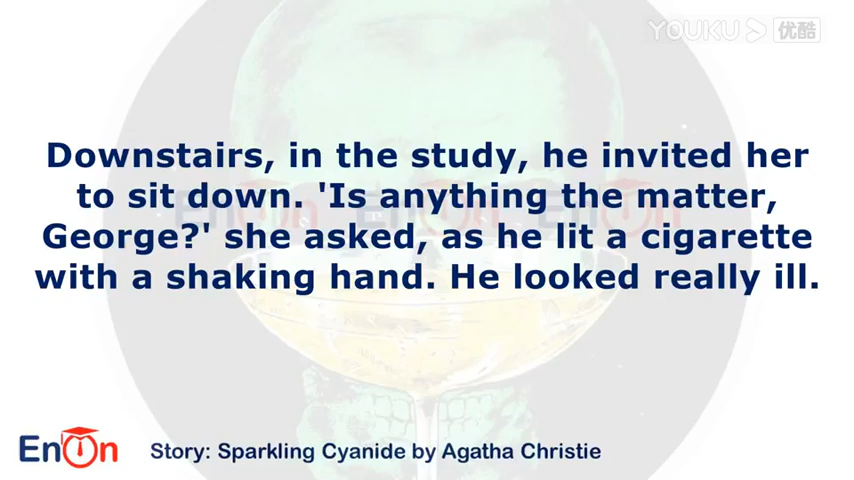 YOUKU 优酷
Downstairs, in the study, he invited her
to sit down. 'Is anything the matter,
George?' she asked, as he lit a cigarette
with a shaking hand. He looked really ill.
EnOn
Story: Sparkling Cyanide by Agatha Christie